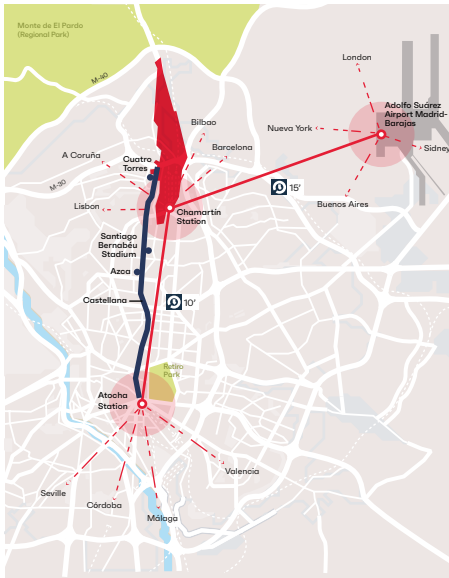 Monte de El Pardo
(Regional Park)
M-40
London
Adolfo Suárez
Airport Madrid-
Barajas
Bilbao
Nueva York
Sidney
A Coruña
Cuatro
Torres
Barcelona
M-30
15’
Lisbon
Chamartín
Station
Buenos Aires
Santiago
Bernabéu
Stadium
Azca
Castellana
10’
Retiro
Park
Atocha
Station
Valencia
Seville
Córdoba
Málaga